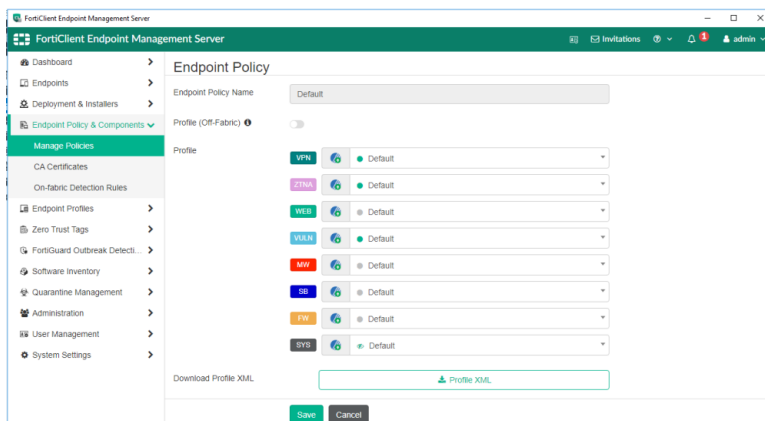 FortiClient Endpoint Management Server
FortiClient Endpoint Management Server
Invitations
1
admin
Dashboard
Endpoints
Deployment & Installers
Endpoint Policy & Components
Manage Policies
CA Certificates
On-fabric Detection Rules
Endpoint Profiles
Zero Trust Tags
FortiGuard Outbreak Detecti...
Software Inventory
Quarantine Management
Administration
User Management
System Settings
Endpoint Policy
Endpoint Policy Name
Default
Profile (Off-Fabric)
Profile
VPN Default
ZTNA Default
WEB Default
VULN Default
MW Default
SB Default
FW Default
SYS Default
Download Profile XML
Profile XML
Save Cancel